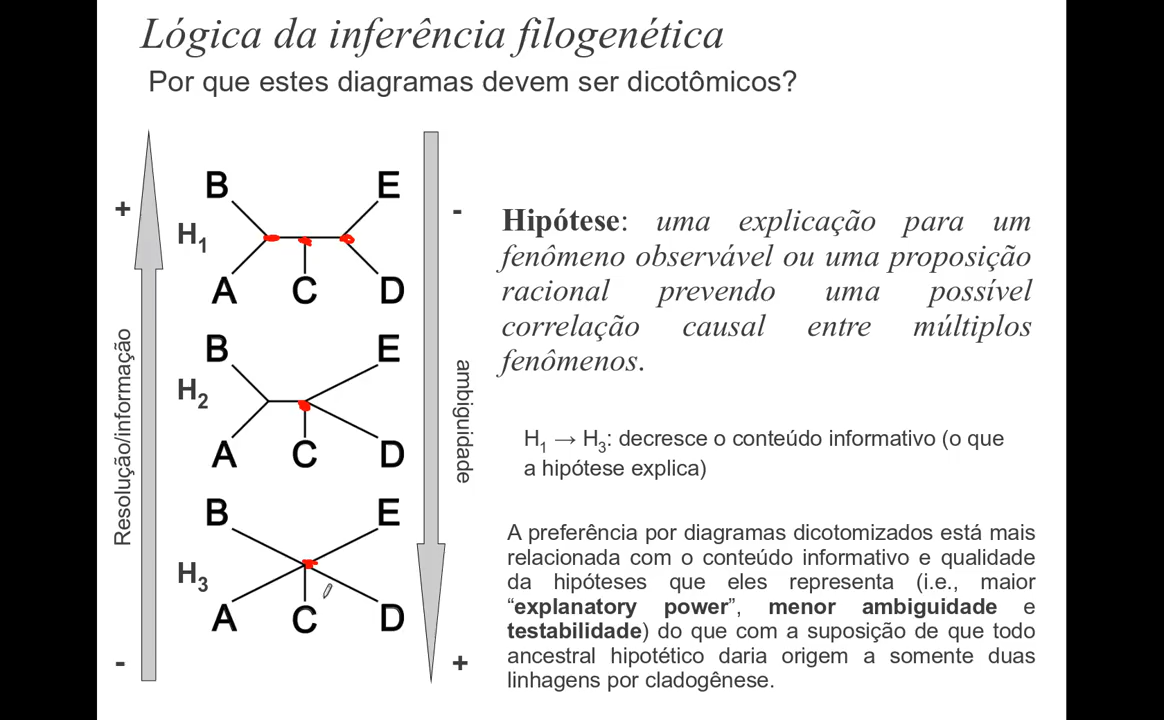 Lógica da inferência filogenética
Por que estes diagramas devem ser dicotômicos?
+
-
Resolução/informação
B
E
H1
A
C
D
B
E
H2
A
C
D
B
E
H3
A
C
D
-
+
ambiguidade
Hipótese: uma explicação para um
fenômeno observável ou uma proposição
racional prevendo uma possível
correlação causal entre múltiplos
fenômenos.
H1 → H3: decresce o conteúdo informativo (o que
a hipótese explica)
A preferência por diagramas dicotomizados está mais
relacionada com o conteúdo informativo e qualidade
da hipóteses que eles representa (i.e., maior
“explanatory power”, menor ambiguidade e
testabilidade) do que com a suposição de que todo
ancestral hipotético daria origem a somente duas
linhagens por cladogênese.